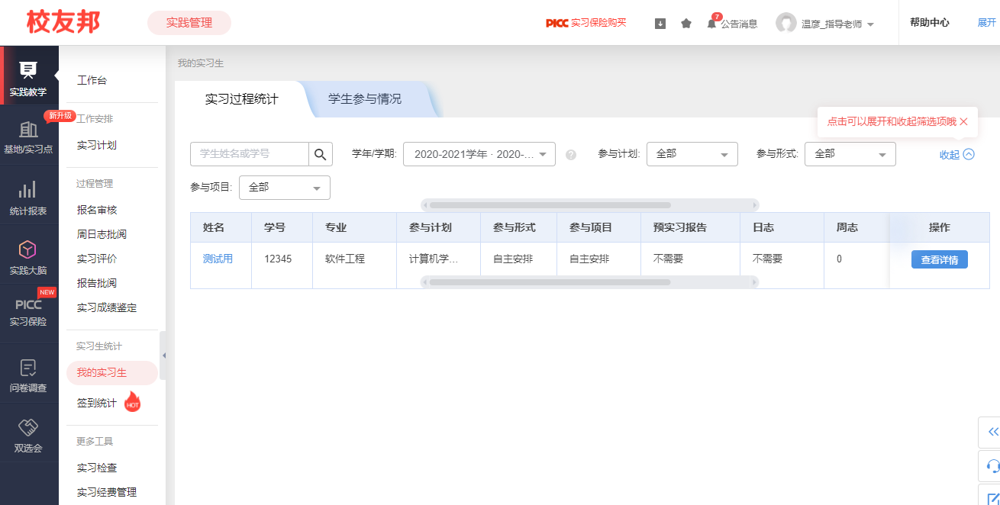 校友邦
实践管理
PICC 实习保险购买
7
公告消息
温彦_指导老师
帮助中心
展开
实践教学
新升级
基地/实习点
统计报表
实践大脑
NEW
PICC
实习保险
问卷调查
双选会
工作台
工作安排
实习计划
过程管理
报名审核
周日志批阅
实习评价
报告批阅
实习成绩鉴定
实习生统计
我的实习生
签到统计
HOT
更多工具
实习检查
实习经费管理
我的实习生
实习过程统计 学生参与情况
点击可以展开和收起筛选项哦
学生姓名或学号 学年/学期: 2020-2021学年 · 2020-... ? 参与计划: 全部 参与形式: 全部 收起
参与项目: 全部
姓名 学号 专业 参与计划 参与形式 参与项目 预实习报告 日志 周志 操作
测试用 12345 软件工程 计算机学... 自主安排 自主安排 不需要 不需要 0 查看详情